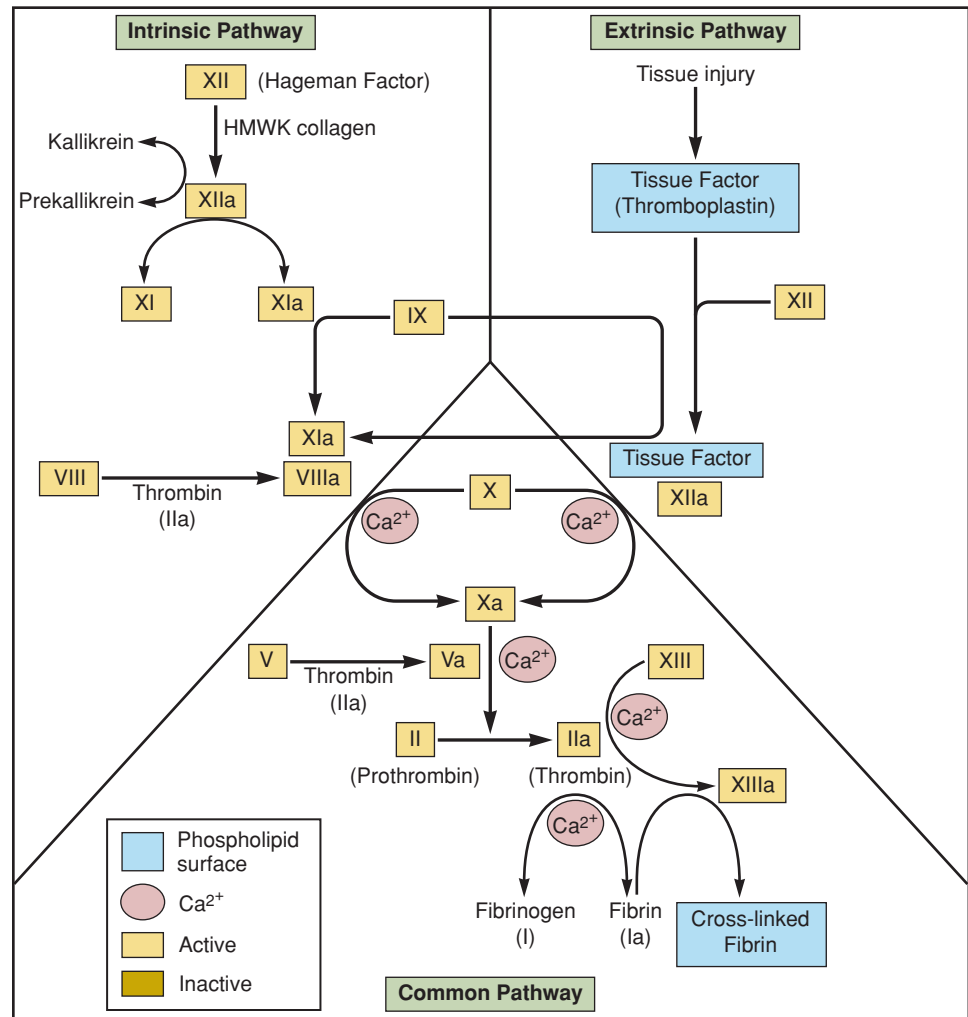 Intrinsic Pathway
Extrinsic Pathway
XII
(Hageman Factor)
HMWK collagen
Kallikrein
Prekallikrein
XIIa
XI
XIa
IX
Tissue injury
Tissue Factor
(Thromboplastin)
XII
XIa
VIII
Thrombin
(IIa)
VIIIa
Tissue Factor
XIIa
X
Ca2+
Ca2+
Xa
V
Thrombin
(IIa)
Va
Ca2+
XIII
Ca2+
II
(Prothrombin)
IIa
(Thrombin)
XIIIa
Ca2+
Fibrinogen
(I)
Fibrin
(Ia)
Cross-linked
Fibrin
Phospholipid
surface
Ca2+
Active
Inactive
Common Pathway